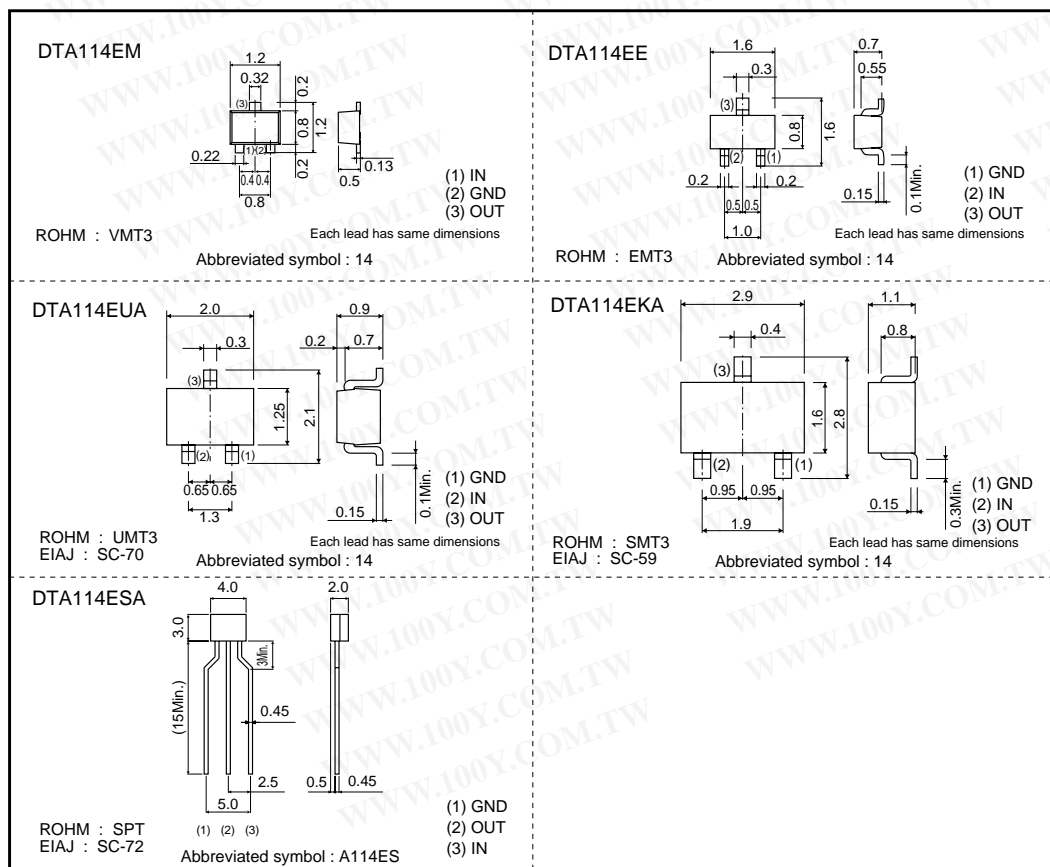 DTA114EM
1.2
0.32
0.2
(3)
0.8
1.2
(1)
(2)
0.22
0.2
0.4
0.4
0.8
0.5
0.13
(1) IN
(2) GND
(3) OUT
Each lead has same dimensions
ROHM : VMT3
Abbreviated symbol : 14
DTA114EE
1.6
0.3
0.7
0.55
(3)
0.8
1.6
(2)
(1)
0.2
0.2
0.5
0.5
1.0
0.15
0.1Min.
(1) GND
(2) IN
(3) OUT
Each lead has same dimensions
ROHM : EMT3
Abbreviated symbol : 14
DTA114EUA
2.0
0.3
0.9
0.2
0.7
(3)
1.25
2.1
(2)
(1)
0.65
0.65
1.3
0.15
0.1Min.
(1) GND
(2) IN
(3) OUT
Each lead has same dimensions
ROHM : UMT3
EIAJ : SC-70
Abbreviated symbol : 14
DTA114EKA
2.9
0.4
1.1
0.8
(3)
1.6
2.8
(2)
(1)
0.95
0.95
1.9
0.15
0.3Min.
(1) GND
(2) IN
(3) OUT
Each lead has same dimensions
ROHM : SMT3
EIAJ : SC-59
Abbreviated symbol : 14
DTA114ESA
4.0
2.0
3.0
3Min.
(15Min.)
0.45
2.5
5.0
0.5
0.45
(1) (2) (3)
(1) GND
(2) OUT
(3) IN
ROHM : SPT
EIAJ : SC-72
Abbreviated symbol : A114ES
WWW.100Y.COM.TW